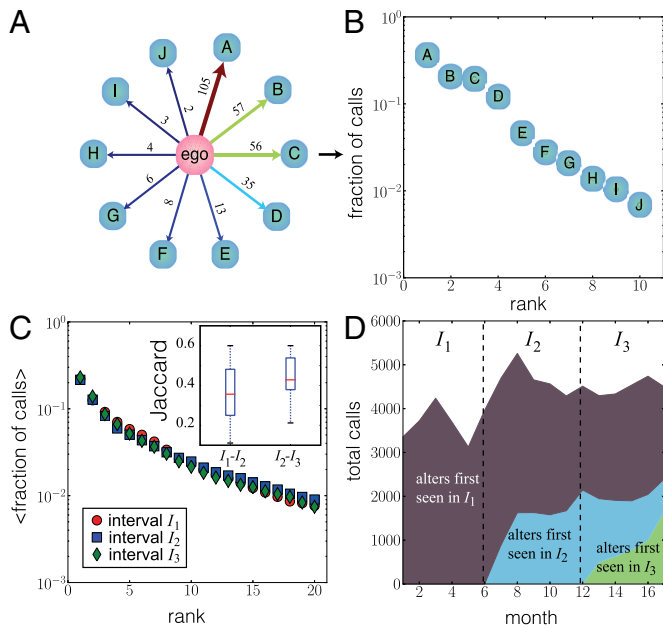 A
J
A
I
B
105
2
57
3
H
4
ego
56
C
6
35
8
13
G
D
F
E
B
10⁰
10⁻¹
10⁻²
10⁻³
fraction of calls
A
B
C
D
E
F
G
H
I
J
0 2 4 6 8 10
rank
C
10⁰
10⁻¹
10⁻²
10⁻³
<fraction of calls>
Jaccard
0.6
0.4
0.2
I₁-I₂ I₂-I₃
interval I₁
interval I₂
interval I₃
0 5 10 15 20
rank
D
6000
5000
4000
3000
2000
1000
0
total calls
I₁ I₂ I₃
alters first
seen in I₁
alters first
seen in I₂
alters first
seen in I₃
2 4 6 8 10 12 14 16
month